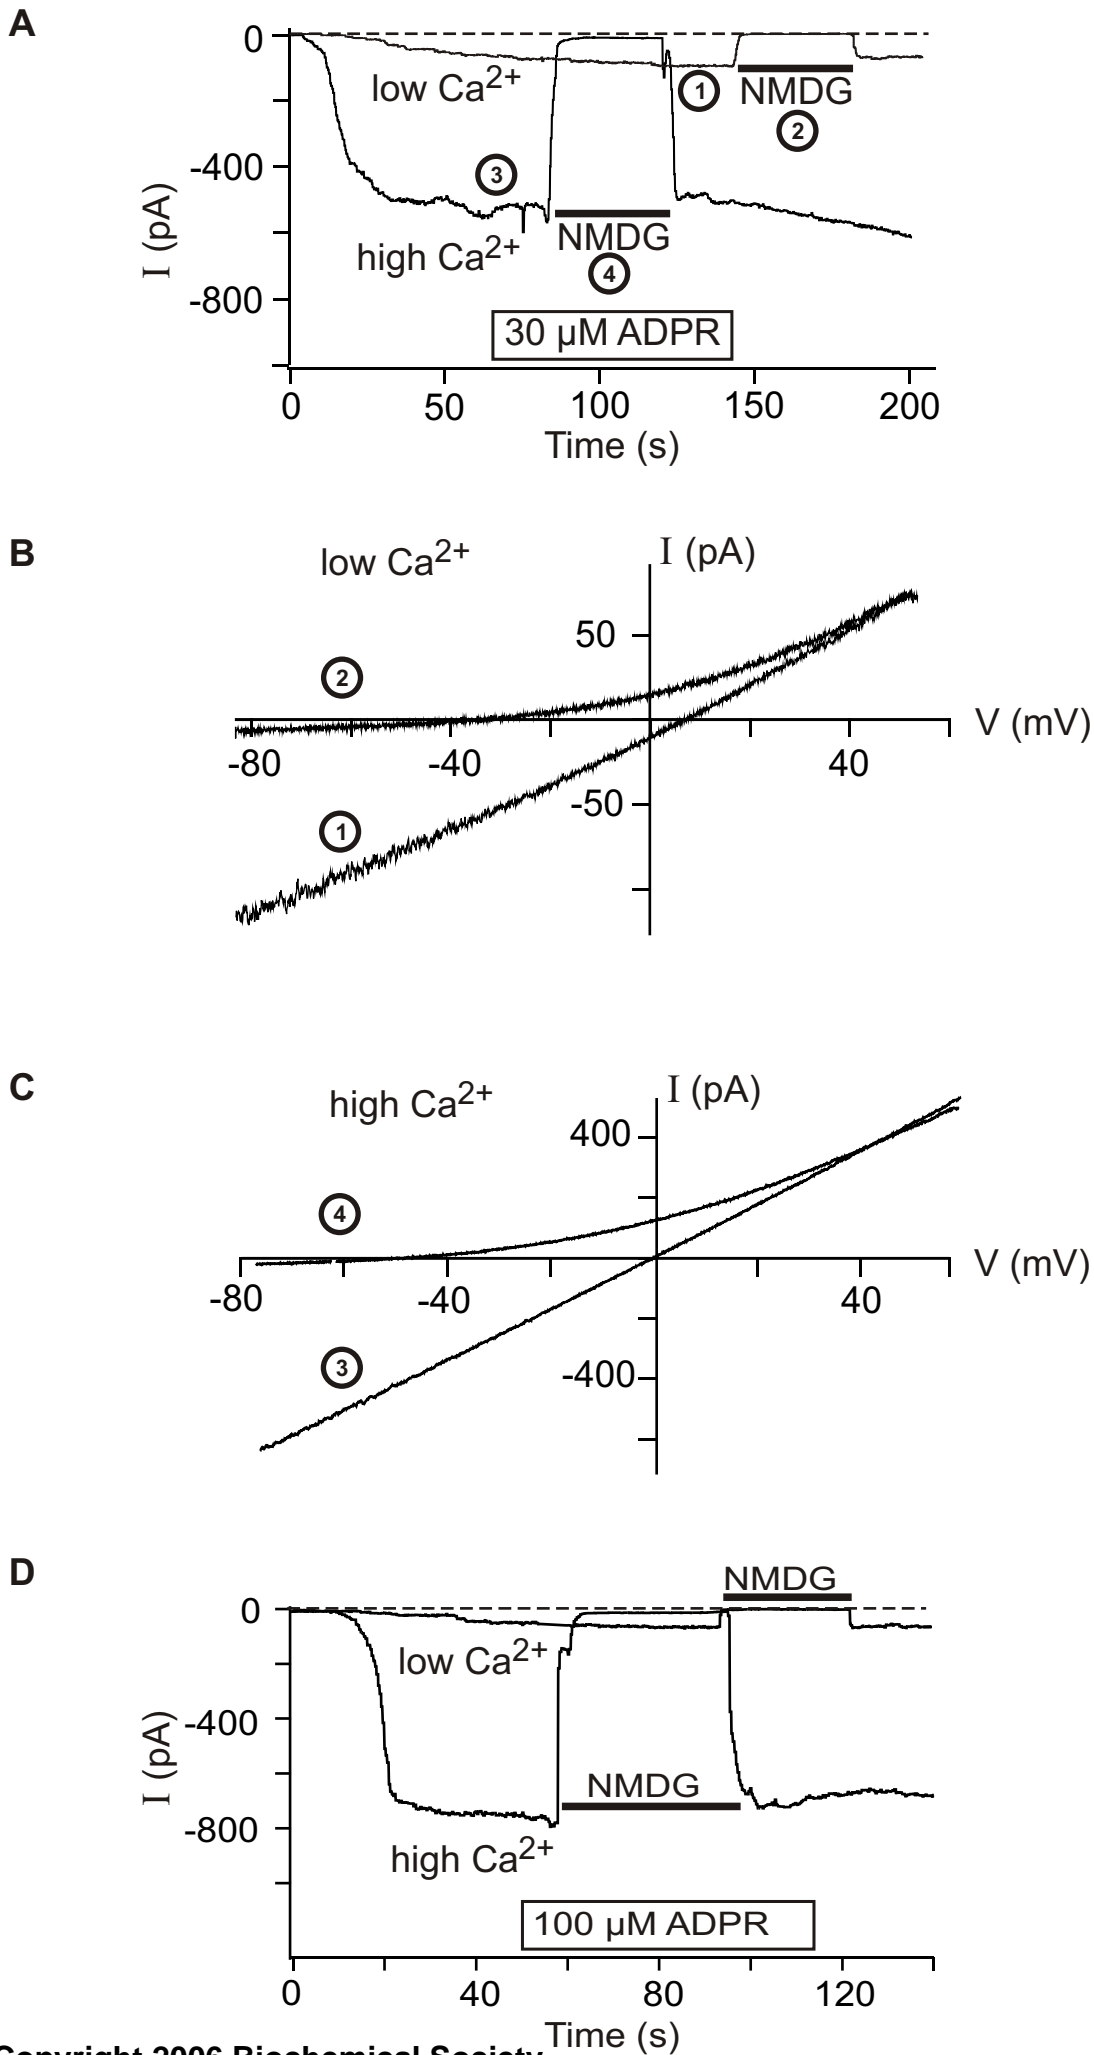 A
0
-400
-800
I (pA)
low Ca2+
1
NMDG
2
3
high Ca2+
NMDG
4
30 µM ADPR
0 50 100 150 200
Time (s)
B
low Ca2+
I (pA)
50
2
V (mV)
-80 -40 40
-50
1
C
high Ca2+
I (pA)
400
4
V (mV)
-80 -40 40
3
-400
D
NMDG
0
low Ca2+
-400
I (pA)
NMDG
-800
high Ca2+
100 µM ADPR
0 40 80 120
Time (s)
Copyright 2006 Biochemical Society